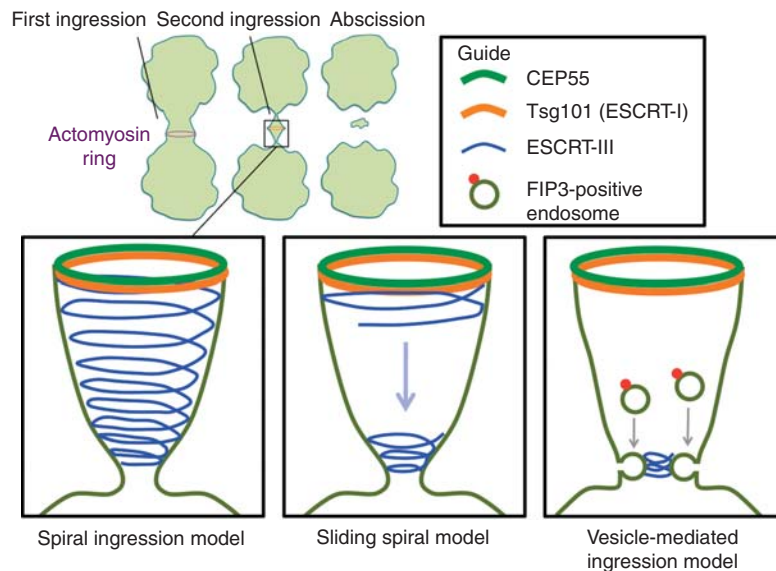 First ingression
Second ingression
Abscission
Actomyosin
ring
Guide
CEP55
Tsg101 (ESCRT-I)
ESCRT-III
FIP3-positive
endosome
Spiral ingression model
Sliding spiral model
Vesicle-mediated
ingression model